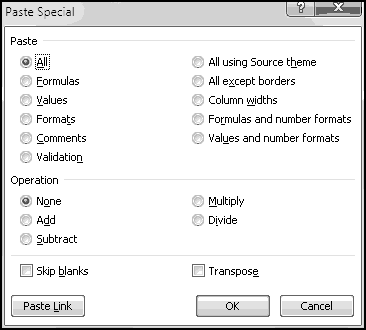 Paste Special
Paste
All
All using Source theme
Formulas
All except borders
Values
Column widths
Formats
Formulas and number formats
Comments
Values and number formats
Validation
Operation
None
Multiply
Add
Divide
Subtract
Skip blanks
Transpose
Paste Link
OK
Cancel